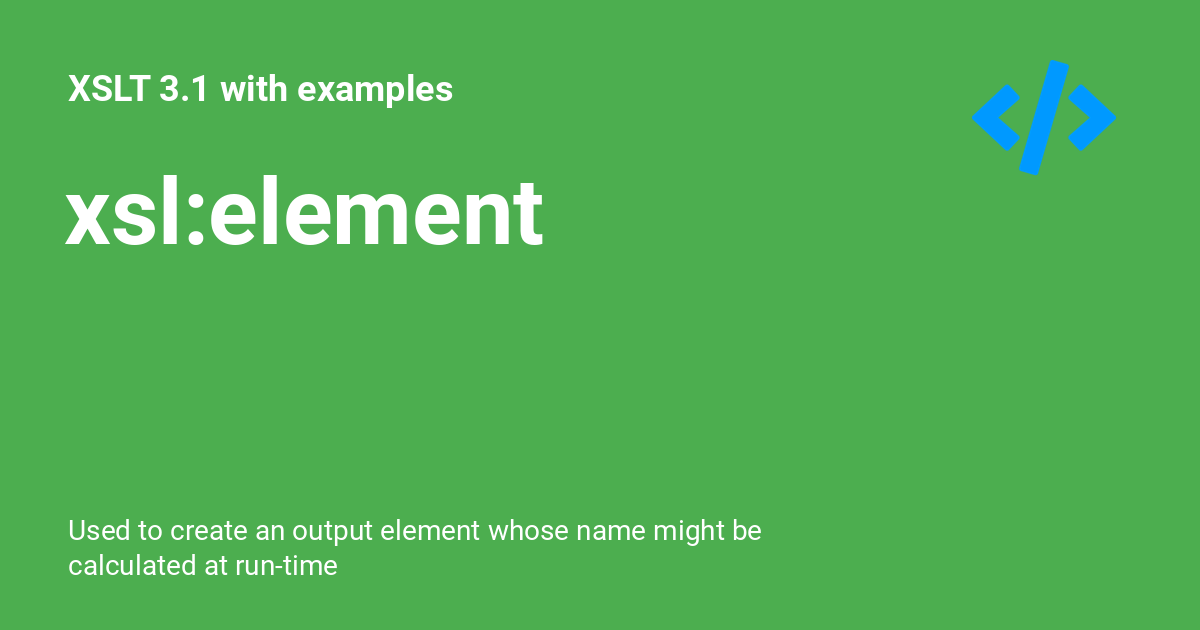 XSLT 3.1 with examples
xsl:element
Used to create an output element whose name might be
calculated at run-time